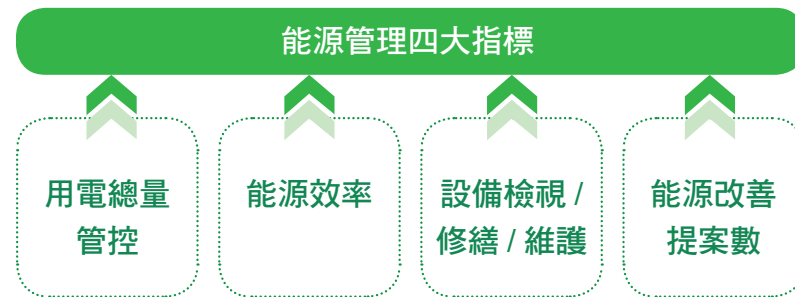 能源管理四大指標
用電總量
管控
能源效率
設備檢視 /
修繕 / 維護
能源改善
提案數